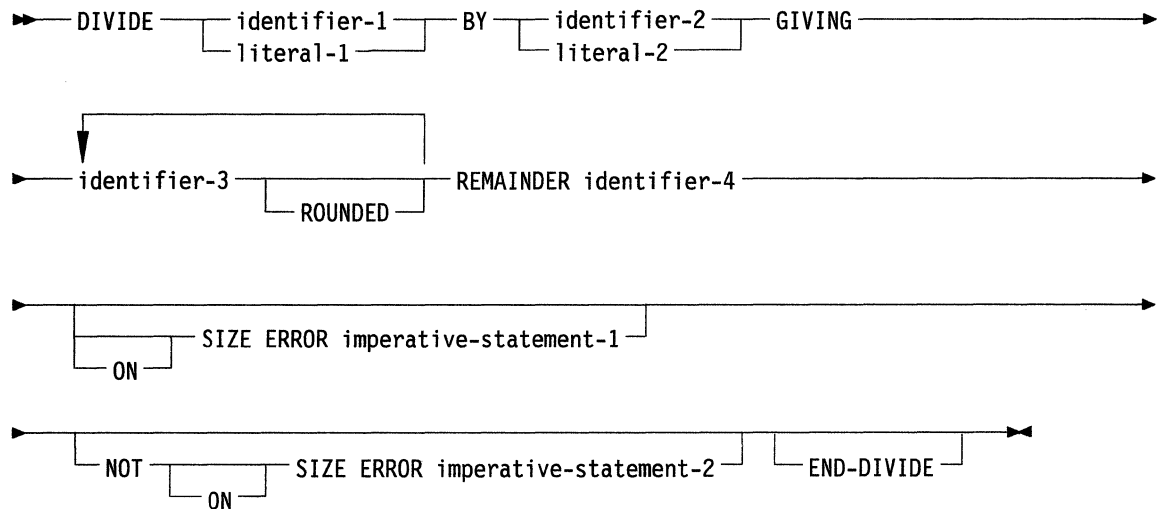 DIVIDE identifier-1 BY identifier-2 GIVING
literal-1 literal-2
identifier-3 REMAINDER identifier-4
ROUNDED
SIZE ERROR imperative-statement-1
ON
NOT SIZE ERROR imperative-statement-2 END-DIVIDE
ON